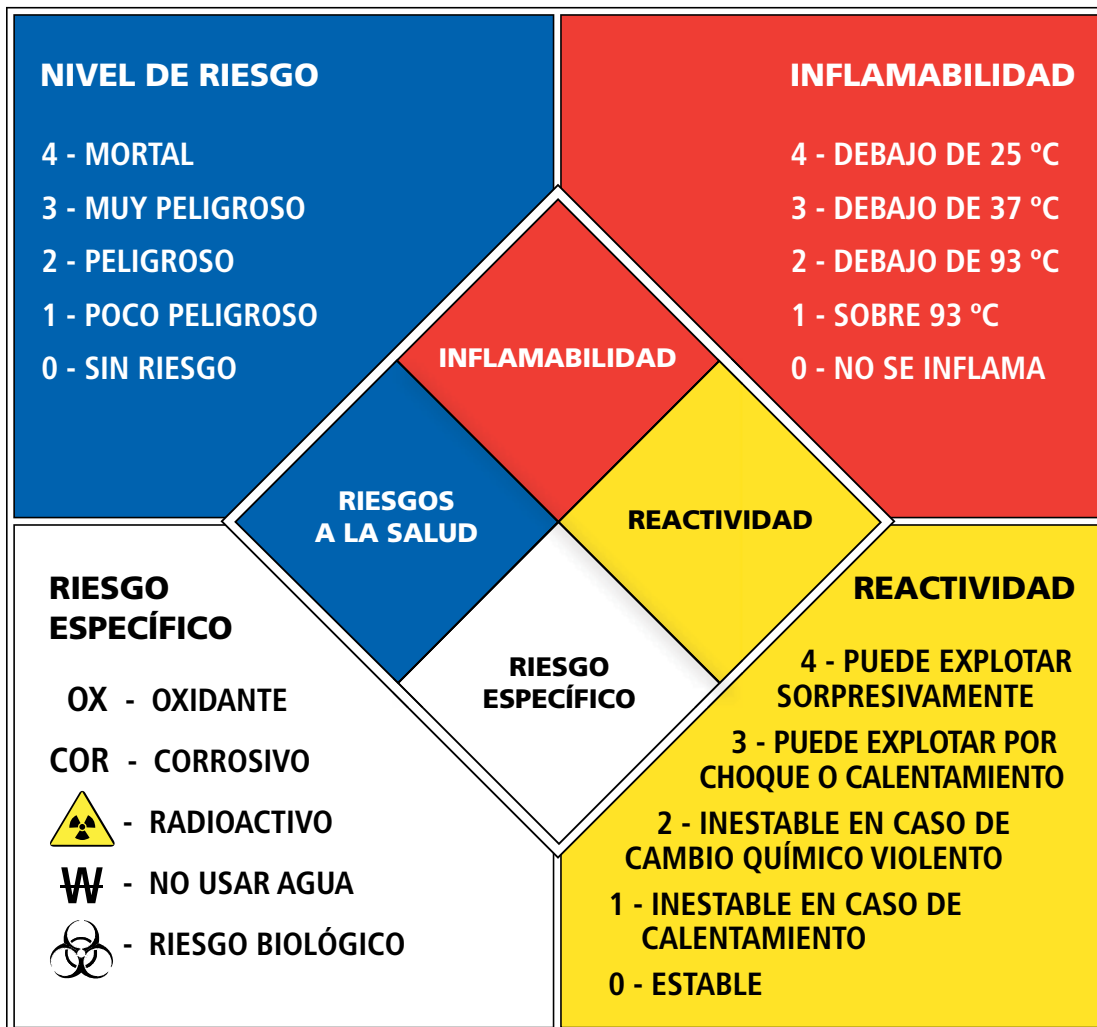 NIVEL DE RIESGO
4 - MORTAL
3 - MUY PELIGROSO
2 - PELIGROSO
1 - POCO PELIGROSO
0 - SIN RIESGO
INFLAMABILIDAD
4 - DEBAJO DE 25 ºC
3 - DEBAJO DE 37 ºC
2 - DEBAJO DE 93 ºC
1 - SOBRE 93 ºC
0 - NO SE INFLAMA
INFLAMABILIDAD
RIESGOS
A LA SALUD
REACTIVIDAD
RIESGO
ESPECÍFICO
RIESGO
ESPECÍFICO
OX - OXIDANTE
COR - CORROSIVO
- RADIOACTIVO
W - NO USAR AGUA
- RIESGO BIOLÓGICO
REACTIVIDAD
4 - PUEDE EXPLOTAR
SORPRESIVAMENTE
3 - PUEDE EXPLOTAR POR
CHOQUE O CALENTAMIENTO
2 - INESTABLE EN CASO DE
CAMBIO QUÍMICO VIOLENTO
1 - INESTABLE EN CASO DE
CALENTAMIENTO
0 - ESTABLE